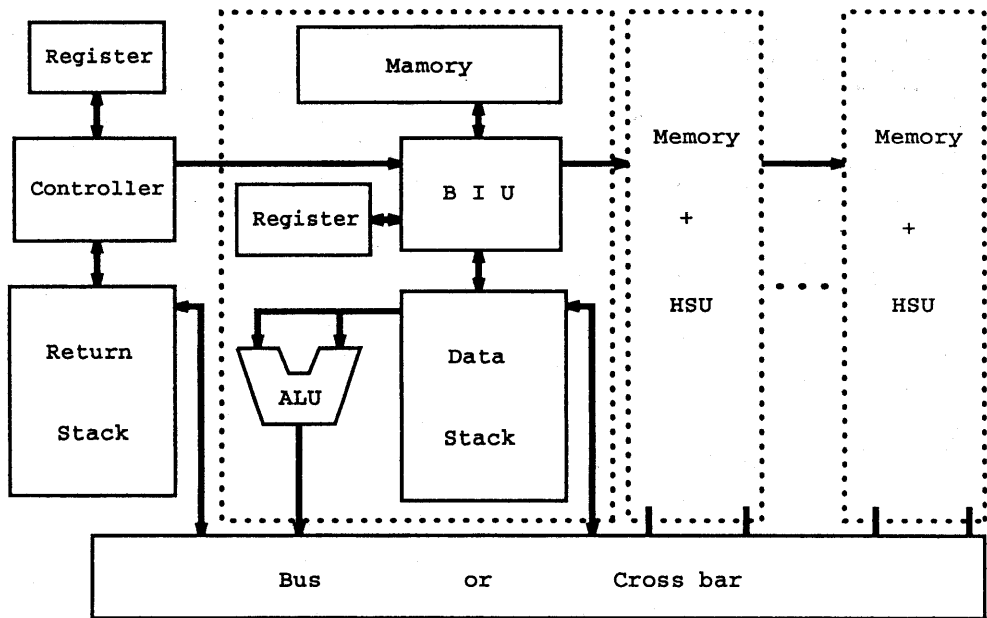 Register
Mamory
Controller
B I U
Register
Memory
+
HSU
Memory
+
HSU
Return
Stack
ALU
Data
Stack
Bus or Cross bar